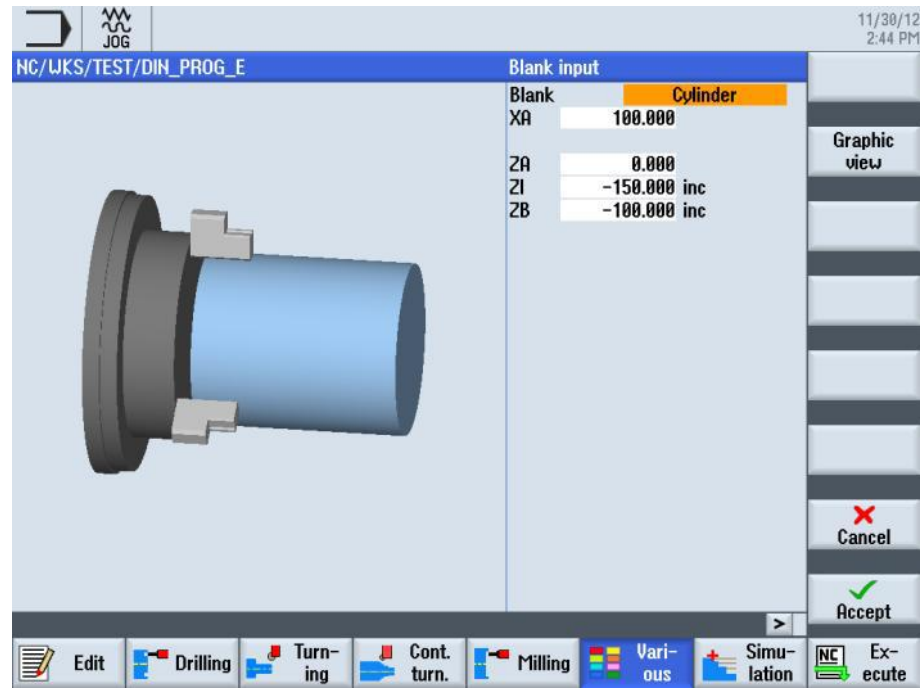 JOG
11/30/12
2:44 PM
NC/WKS/TEST/DIN_PROG_E
Blank input
Blank Cylinder
XA 100.000
ZA 0.000
ZI -150.000 inc
ZB -100.000 inc
Graphic
view
Cancel
Accept
>
Edit
Drilling
Turn-
ing
Cont.
turn.
Milling
Vari-
ous
Simu-
lation
NC
Ex-
ecute